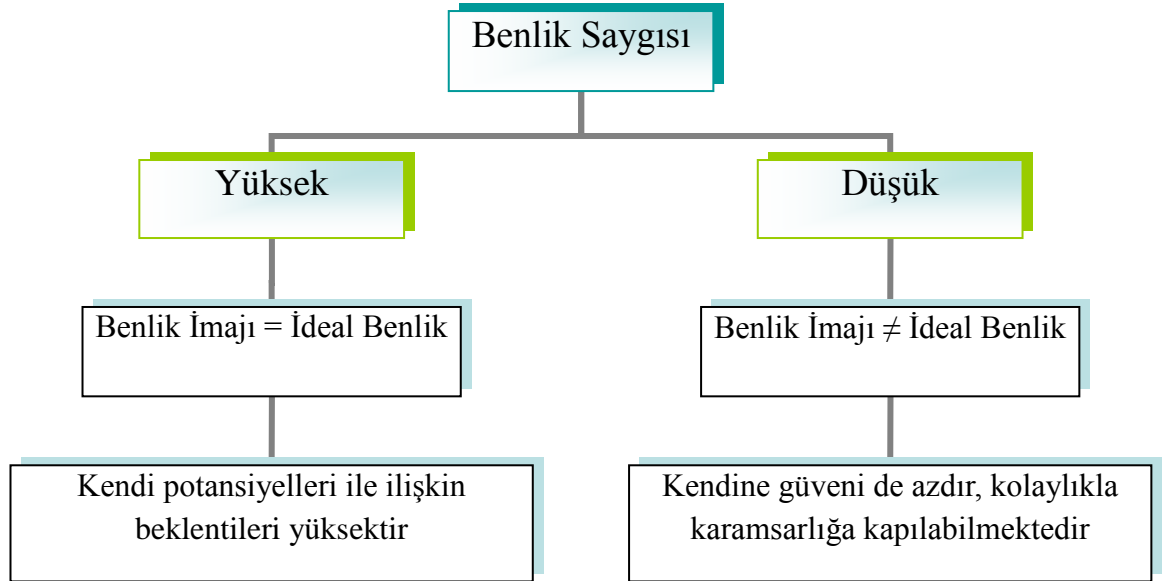 Benlik Saygısı
Yüksek
Düşük
Benlik İmajı = İdeal Benlik
Benlik İmajı ≠ İdeal Benlik
Kendi potansiyelleri ile ilişkin
beklentileri yüksektir
Kendine güveni de azdır, kolaylıkla
karamsarlığa kapılabilmektedir